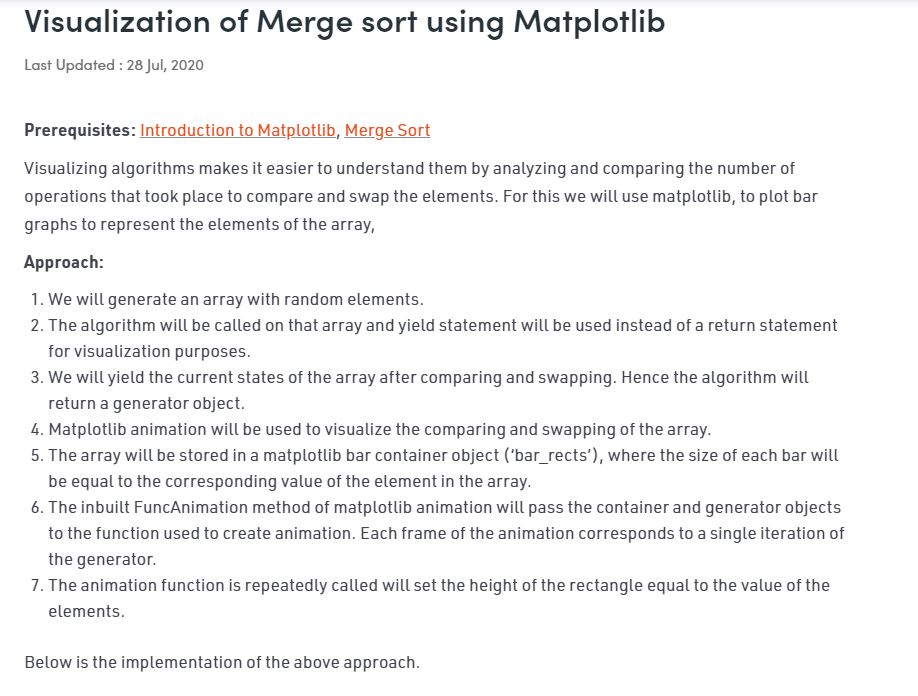 Visualization of Merge sort using Matplotlib
Last Updated : 28 Jul, 2020
Prerequisites: Introduction to Matplotlib, Merge Sort
Visualizing algorithms makes it easier to understand them by analyzing and comparing the number of
operations that took place to compare and swap the elements. For this we will use matplotlib, to plot bar
graphs to represent the elements of the array,
Approach:
1. We will generate an array with random elements.
2. The algorithm will be called on that array and yield statement will be used instead of a return statement
for visualization purposes.
3. We will yield the current states of the array after comparing and swapping. Hence the algorithm will
return a generator object.
4. Matplotlib animation will be used to visualize the comparing and swapping of the array.
5. The array will be stored in a matplotlib bar container object (‘bar_rects’), where the size of each bar will
be equal to the corresponding value of the element in the array.
6. The inbuilt FuncAnimation method of matplotlib animation will pass the container and generator objects
to the function used to create animation. Each frame of the animation corresponds to a single iteration of
the generator.
7. The animation function is repeatedly called will set the height of the rectangle equal to the value of the
elements.
Below is the implementation of the above approach.